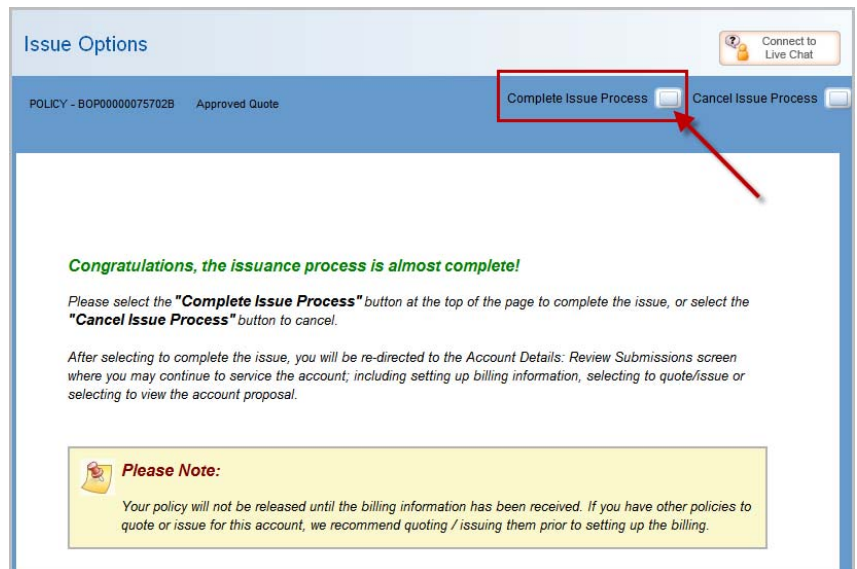 Issue Options
Connect to
Live Chat
POLICY - BOP00000075702B Approved Quote Complete Issue Process Cancel Issue Process
Congratulations, the issuance process is almost complete!
Please select the "Complete Issue Process" button at the top of the page to complete the issue, or select the
"Cancel Issue Process" button to cancel.
After selecting to complete the issue, you will be re-directed to the Account Details: Review Submissions screen
where you may continue to service the account; including setting up billing information, selecting to quote/issue or
selecting to view the account proposal.
Please Note:
Your policy will not be released until the billing information has been received. If you have other policies to
quote or issue for this account, we recommend quoting / issuing them prior to setting up the billing.